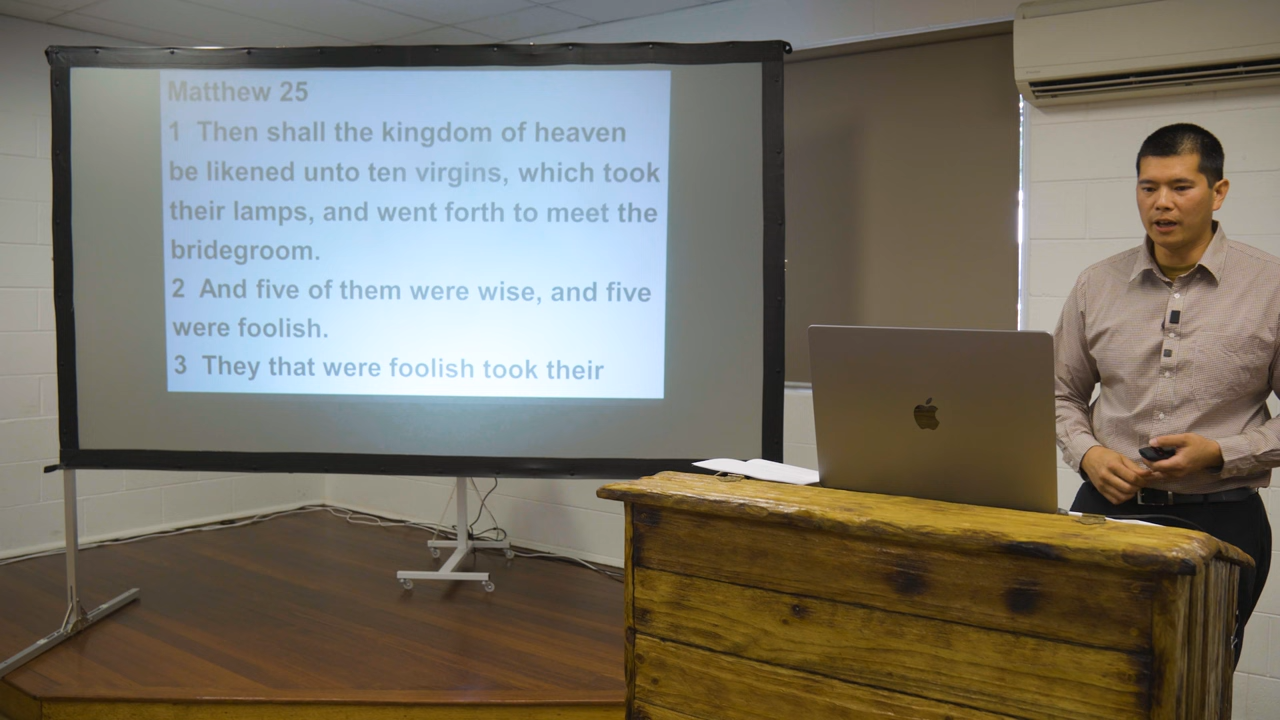 Matthew 25
1 Then shall the kingdom of heaven
be likened unto ten virgins, which took
their lamps, and went forth to meet the
bridegroom.
2 And five of them were wise, and five
were foolish.
3 They that were foolish took their